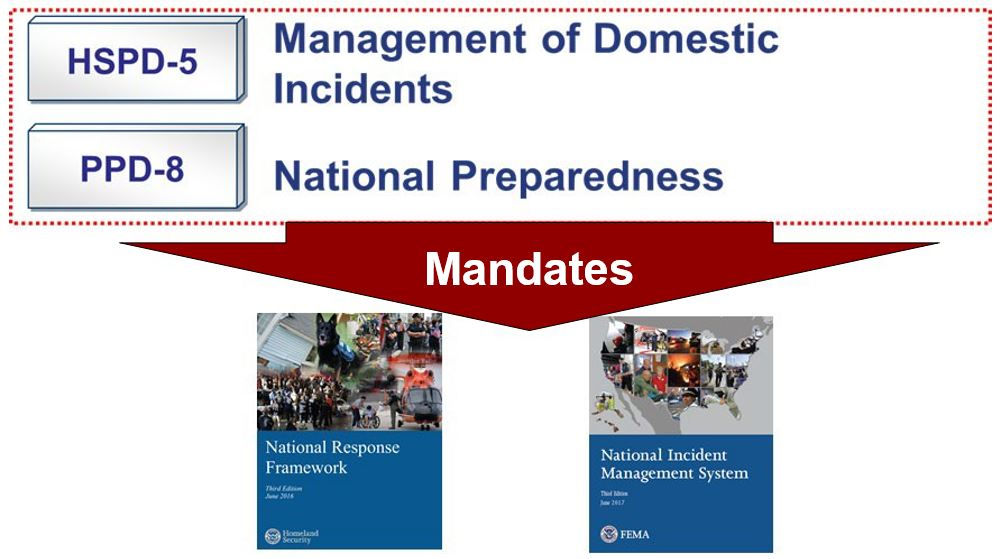 HSPD-5
Management of Domestic
Incidents
PPD-8
National Preparedness
Mandates
National Response
Framework
Third Edition
June 2016
Homeland
Security
National Incident
Management System
Third Edition
June 2017
FEMA